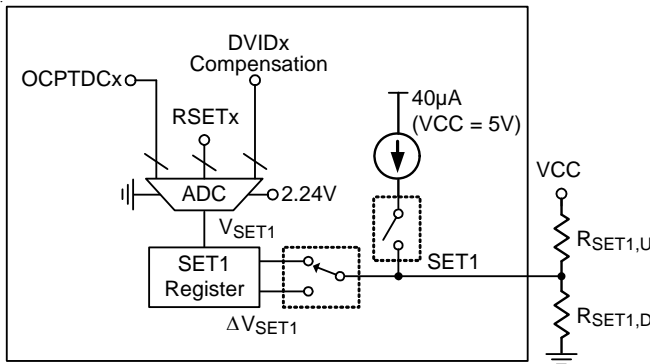 DVIDx
Compensation
OCPTDCx
RSETx
40µA
(VCC = 5V)
VCC
ADC
2.24V
VSET1
RSET1,U
SET1
Register
SET1
RSET1,D
ΔVSET1